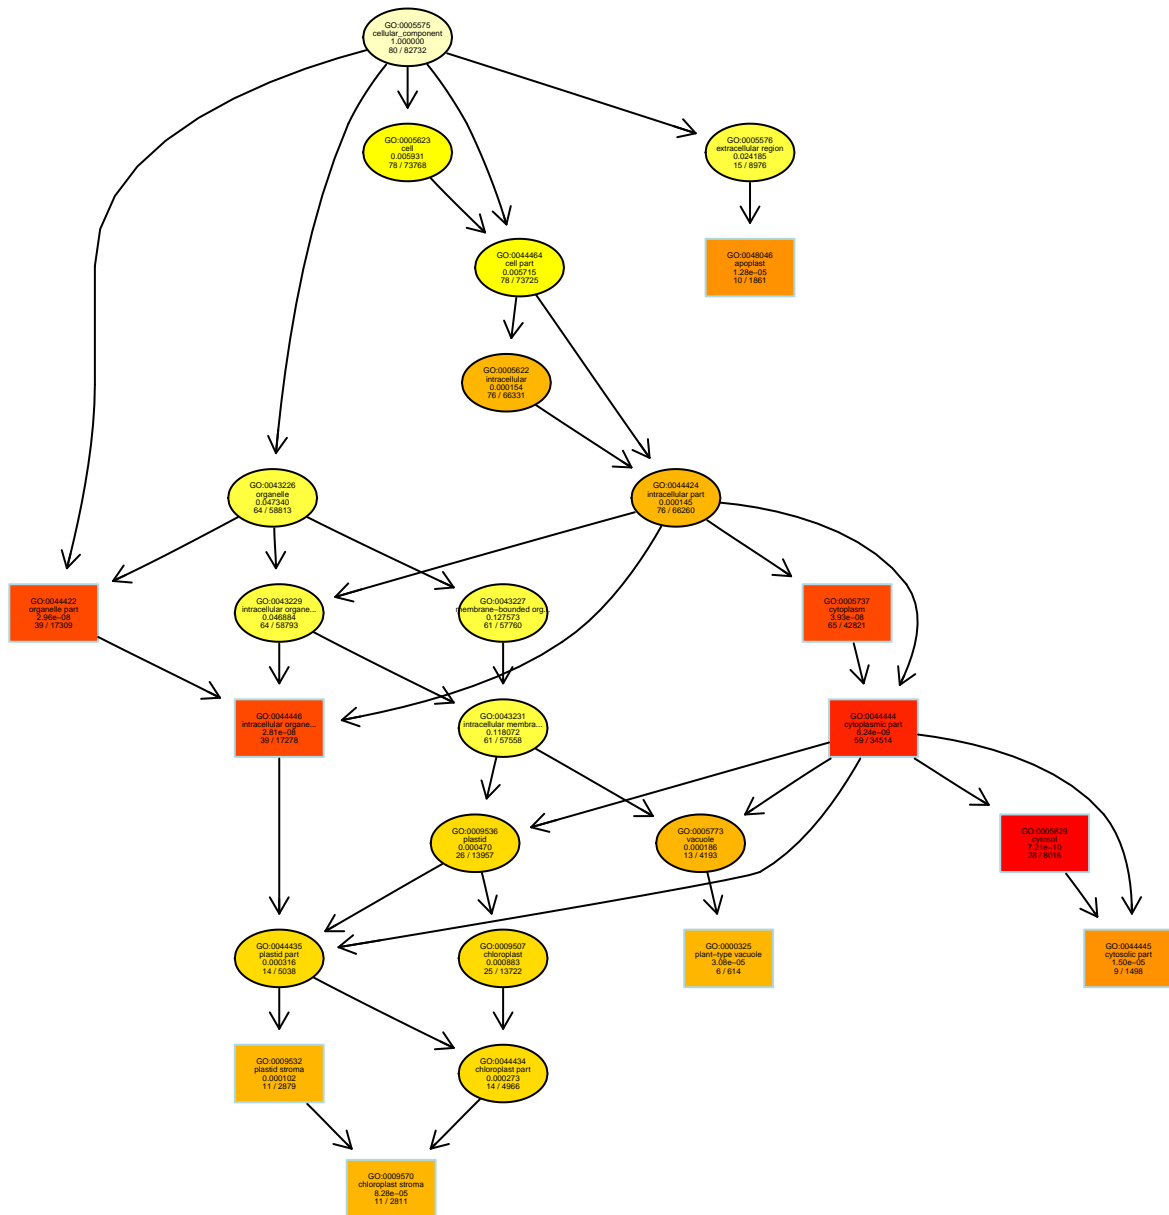 GO:0005575
cellular_component
1.000000
80 / 82732
GO:0005623
cell
0.005931
78 / 73768
GO:0005576
extracellular region
0.024185
15 / 8976
GO:0044464
cell part
0.005715
78 / 73725
GO:0048046
apoplast
1.28e−05
10 / 1861
GO:0005622
intracellular
0.000154
76 / 66331
GO:0043226
organelle
0.047340
64 / 58813
GO:0044424
intracellular part
0.000145
76 / 66260
GO:0044422
organelle part
2.96e−08
39 / 17309
GO:0043229
intracellular organe...
0.046884
64 / 58793
GO:0043227
membrane−bounded org...
0.127573
61 / 57760
GO:0005737
cytoplasm
3.93e−08
65 / 42821
GO:0044446
intracellular organe...
2.81e−08
39 / 17278
GO:0043231
intracellular membra...
0.118072
61 / 57558
GO:0044444
cytoplasmic part
6.24e−09
59 / 34514
GO:0009536
plastid
0.000470
26 / 13957
GO:0005773
vacuole
0.000186
13 / 4193
GO:0005829
cytosol
7.21e−10
26 / 8016
GO:0044435
plastid part
0.000316
14 / 5038
GO:0009507
chloroplast
0.000883
25 / 13722
GO:0000325
plant−type vacuole
3.08e−05
6 / 614
GO:0044445
cytosolic part
1.50e−05
9 / 1498
GO:0009532
plastid stroma
0.000102
11 / 2879
GO:0044434
chloroplast part
0.000273
14 / 4966
GO:0009570
chloroplast stroma
8.28e−05
11 / 2811